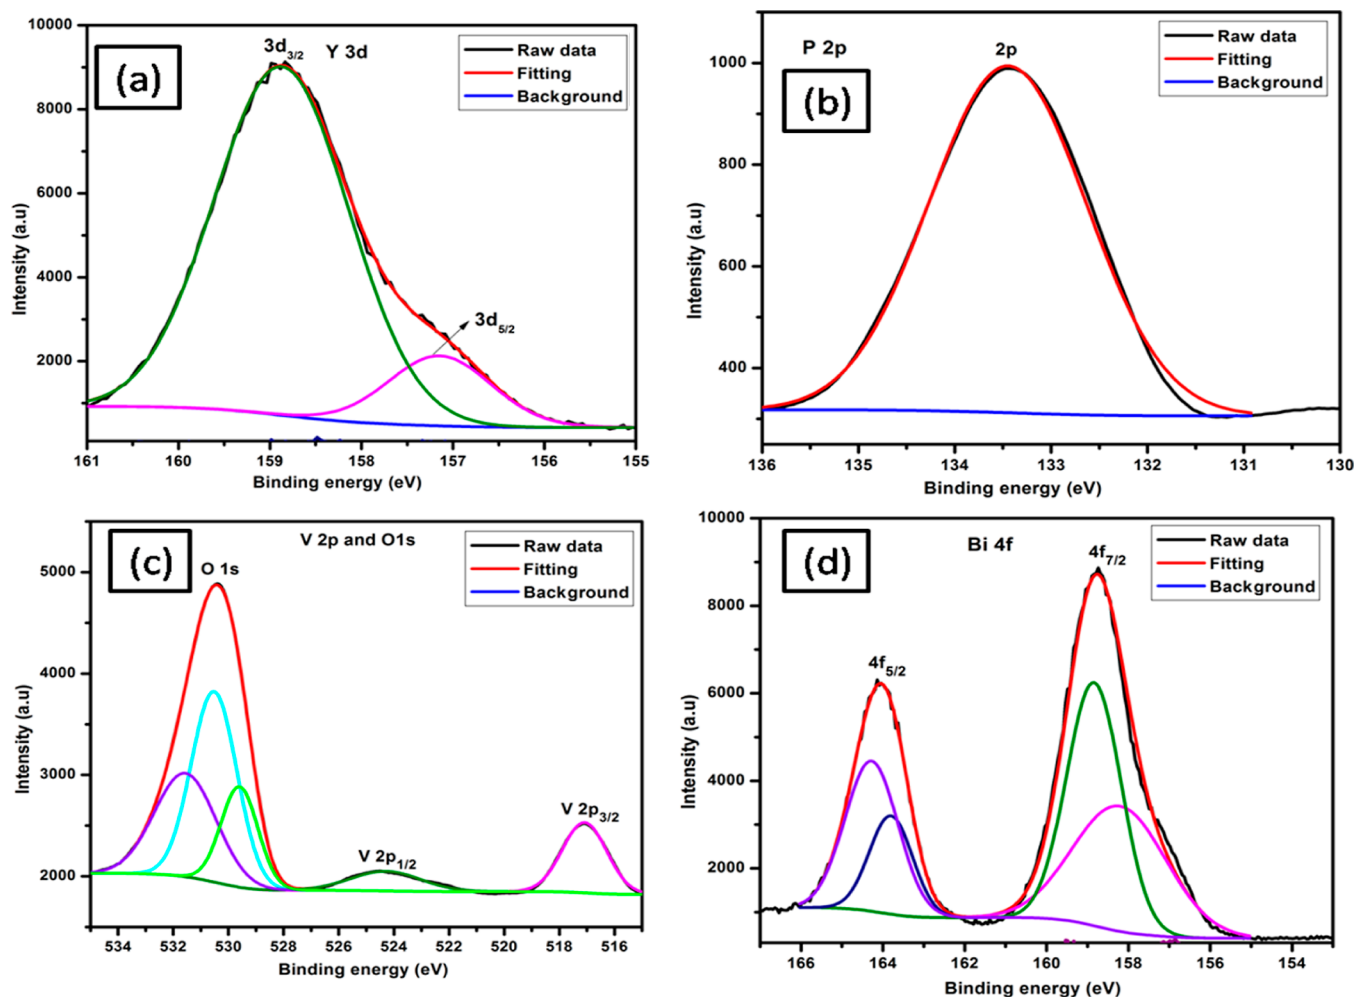 (a)
3d3/2
Y 3d
Raw data
Fitting
Background
3d5/2
10000
8000
6000
4000
2000
Intensity (a.u)
161 160 159 158 157 156 155
Binding energy (eV)
P 2p
(b)
2p
Raw data
Fitting
Background
1000
800
600
400
Intensity (a.u)
136 135 134 133 132 131 130
Binding energy (eV)
(c)
V 2p and O1s
O 1s
Raw data
Fitting
Background
V 2p1/2
V 2p3/2
5000
4000
3000
2000
Intensity (a.u)
534 532 530 528 526 524 522 520 518 516
Binding energy (eV)
(d)
Bi 4f
4f7/2
Raw data
Fitting
Background
4f5/2
10000
8000
6000
4000
2000
Intensity (a.u)
166 164 162 160 158 156 154
Binding energy (eV)